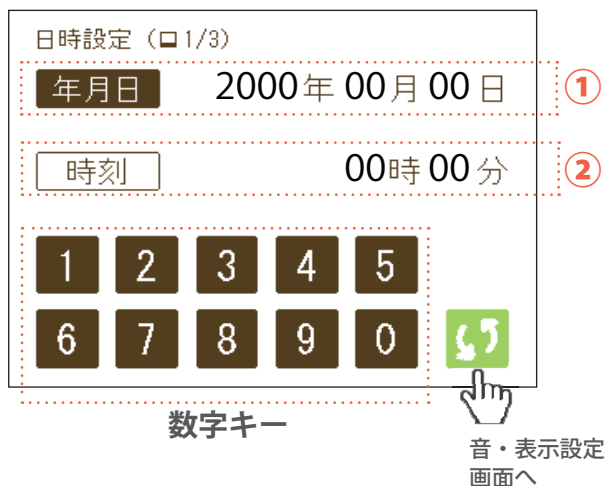 日時設定（ロ1/3）
年月日 2000年 00月 00日 ①
時刻 00時 00分 ②
1 2 3 4 5
6 7 8 9 0
数字キー
音・表示設定
画面へ